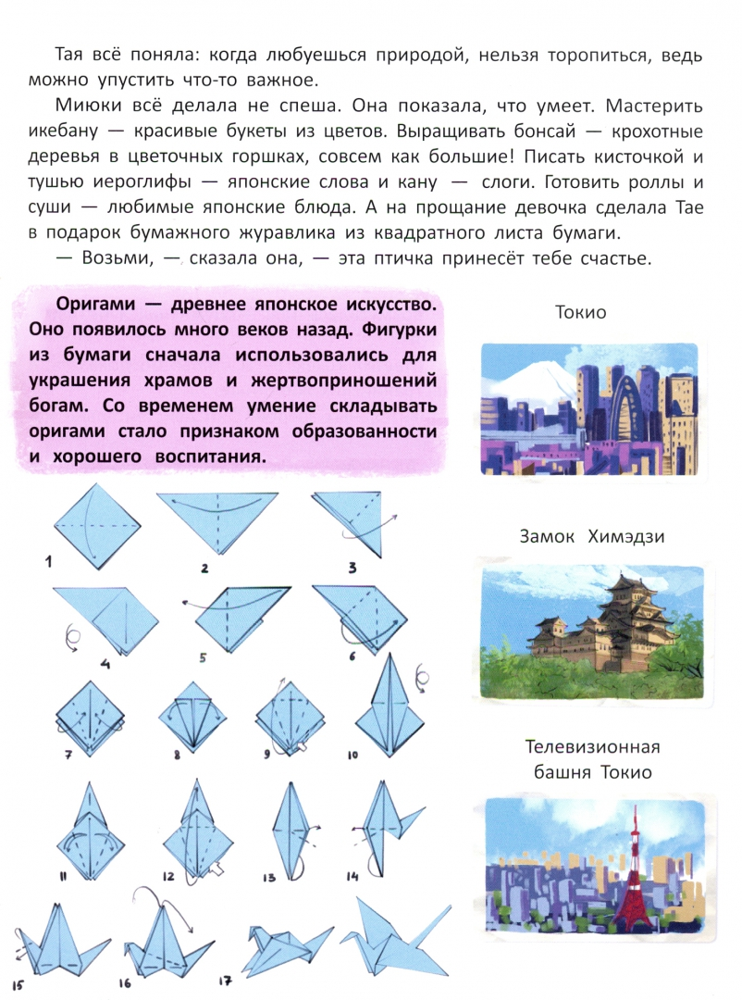 Тая всё поняла: когда любуешься природой, нельзя торопиться, ведь
можно упустить что-то важное.
Миюки всё делала не спеша. Она показала, что умеет. Мастерить
икебану — красивые букеты из цветов. Выращивать бонсай — крохотные
деревья в цветочных горшках, совсем как большие! Писать кисточкой и
тушью иероглифы — японские слова и кану — слоги. Готовить роллы и
суши — любимые японские блюда. А на прощание девочка сделала Тае
в подарок бумажного журавлика из квадратного листа бумаги.
— Возьми, — сказала она, — эта птичка принесёт тебе счастье.
Оригами — древнее японское искусство.
Оно появилось много веков назад. Фигурки
из бумаги сначала использовались для
украшения храмов и жертвоприношений
богам. Со временем умение складывать
оригами стало признаком образованности
и хорошего воспитания.
Токио
Замок Химэдзи
Телевизионная
башня Токио
1
2
3
4
5
6
7
8
9
10
11
12
13
14
15
16
17